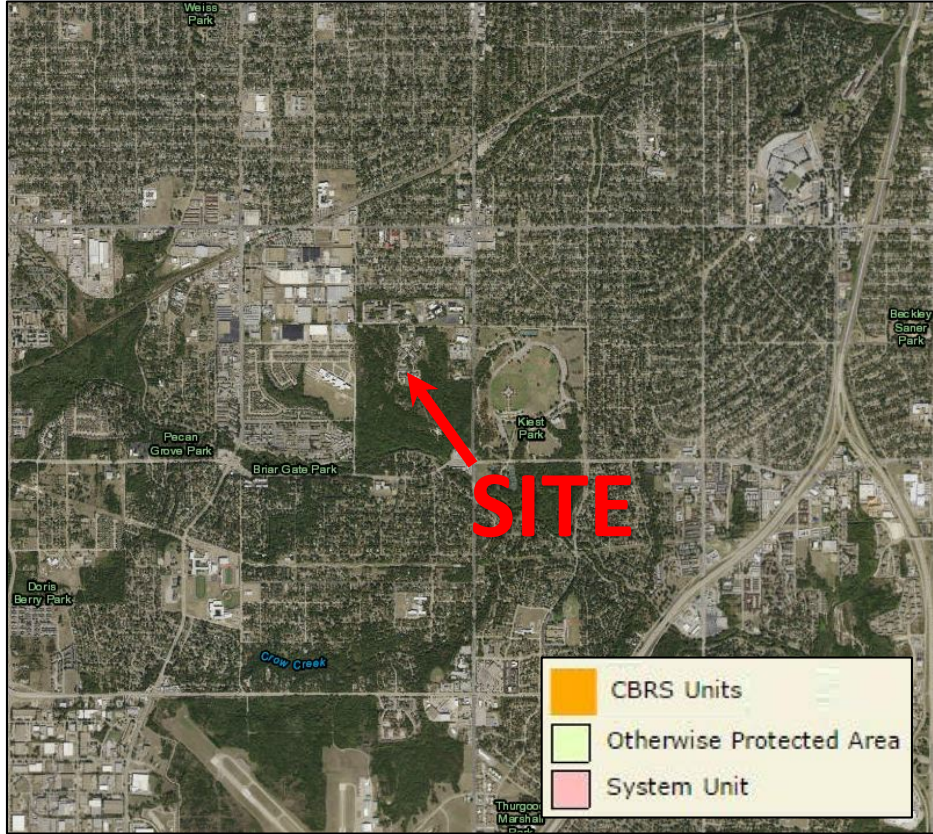 Weiss
Park
Beckley
Saner
Park
Kiest
Park
Pecan
Grove Park
Briar Gate Park
SITE
Doris
Berry Park
Crow Creek
CBRS Units
Otherwise Protected Area
System Unit
Thurgood
Marshall
Park